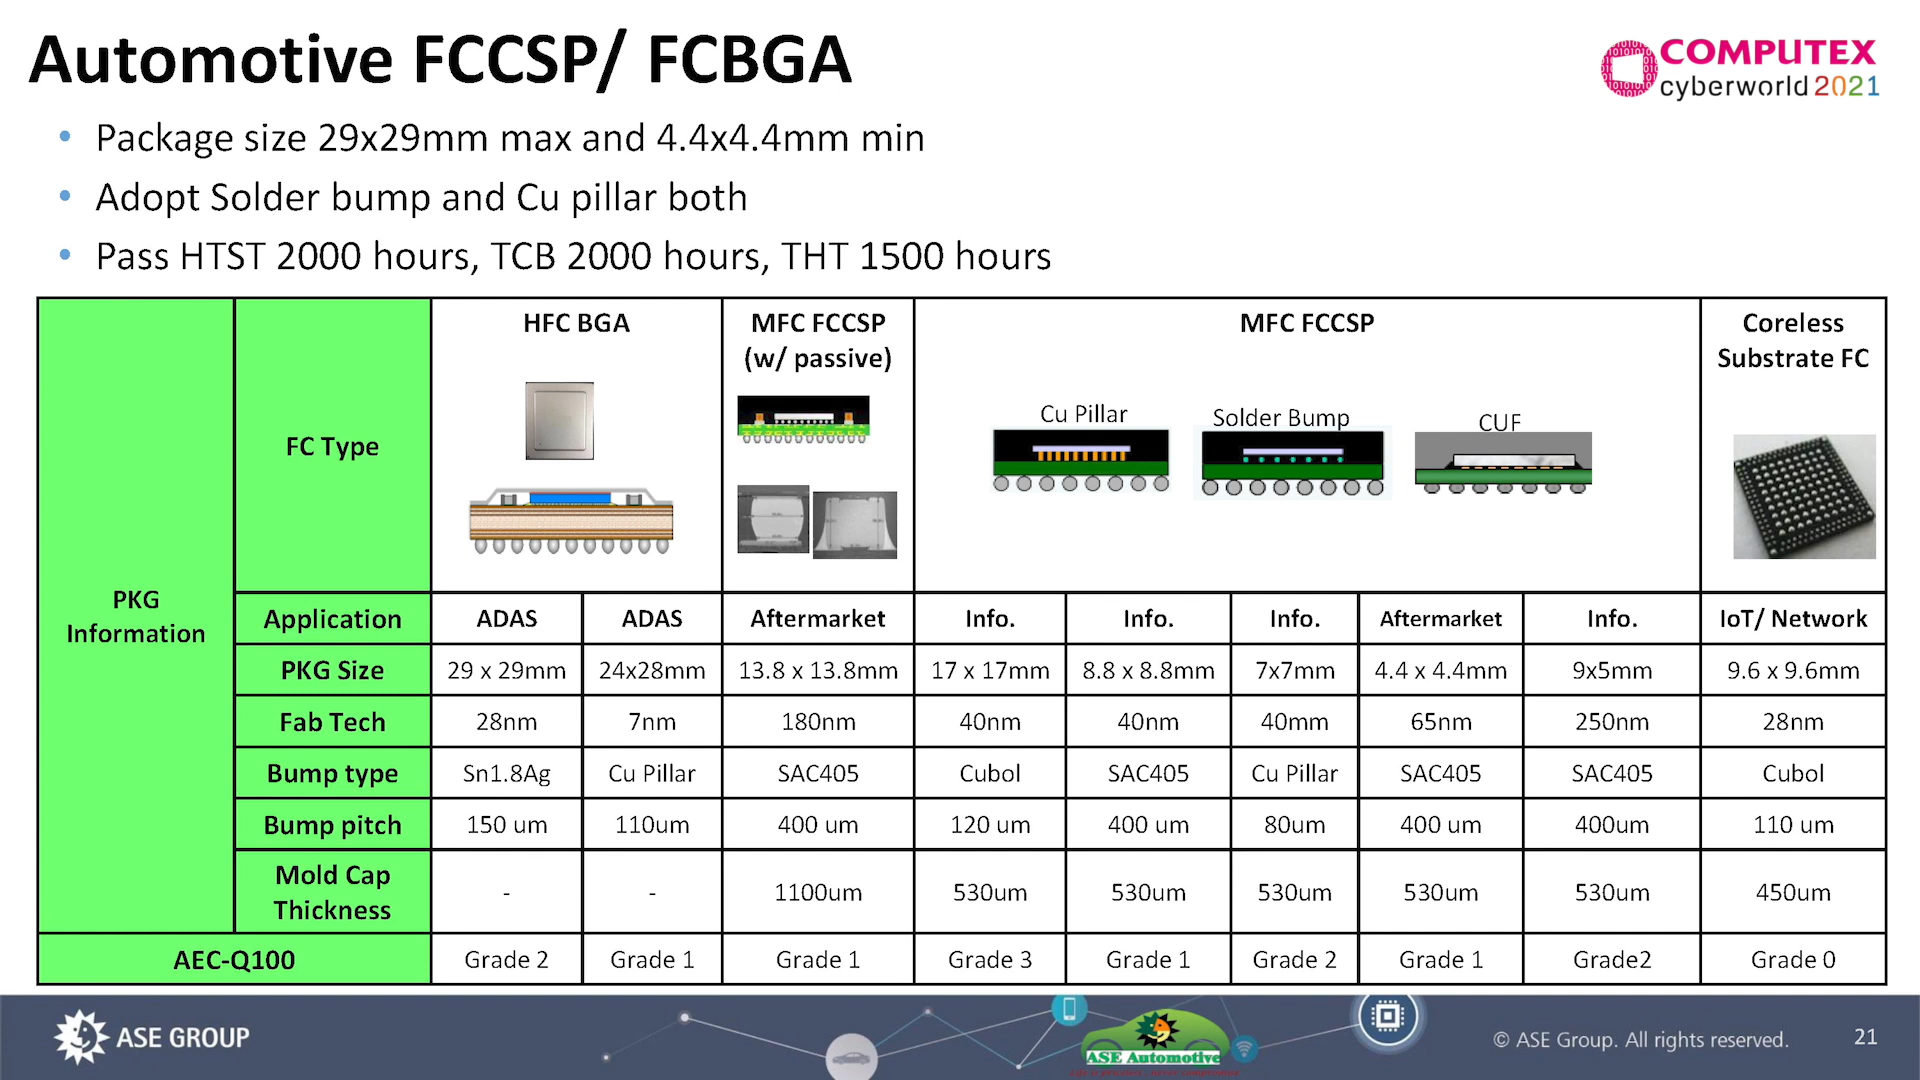 Automotive FCCSP/ FCBGA
COMPUTEX
cyberworld 2021
• Package size 29x29mm max and 4.4x4.4mm min
• Adopt Solder bump and Cu pillar both
• Pass HTST 2000 hours, TCB 2000 hours, THT 1500 hours
PKG
Information
FC Type
HFC BGA
MFC FCCSP
(w/ passive)
MFC FCCSP
Cu Pillar
Solder Bump
CUF
Coreless
Substrate FC
Application ADAS ADAS Aftermarket Info. Info. Info. Aftermarket Info. IoT/ Network
PKG Size 29 x 29mm 24x28mm 13.8 x 13.8mm 17 x 17mm 8.8 x 8.8mm 7x7mm 4.4 x 4.4mm 9x5mm 9.6 x 9.6mm
Fab Tech 28nm 7nm 180nm 40nm 40nm 40mm 65nm 250nm 28nm
Bump type Sn1.8Ag Cu Pillar SAC405 Cubol SAC405 Cu Pillar SAC405 SAC405 Cubol
Bump pitch 150 um 110um 400 um 120 um 400 um 80um 400 um 400um 110 um
Mold Cap
Thickness - - 1100um 530um 530um 530um 530um 530um 450um
AEC-Q100 Grade 2 Grade 1 Grade 1 Grade 3 Grade 1 Grade 2 Grade 1 Grade2 Grade 0
ASE GROUP
ASE Automotive
© ASE Group. All rights reserved.
21